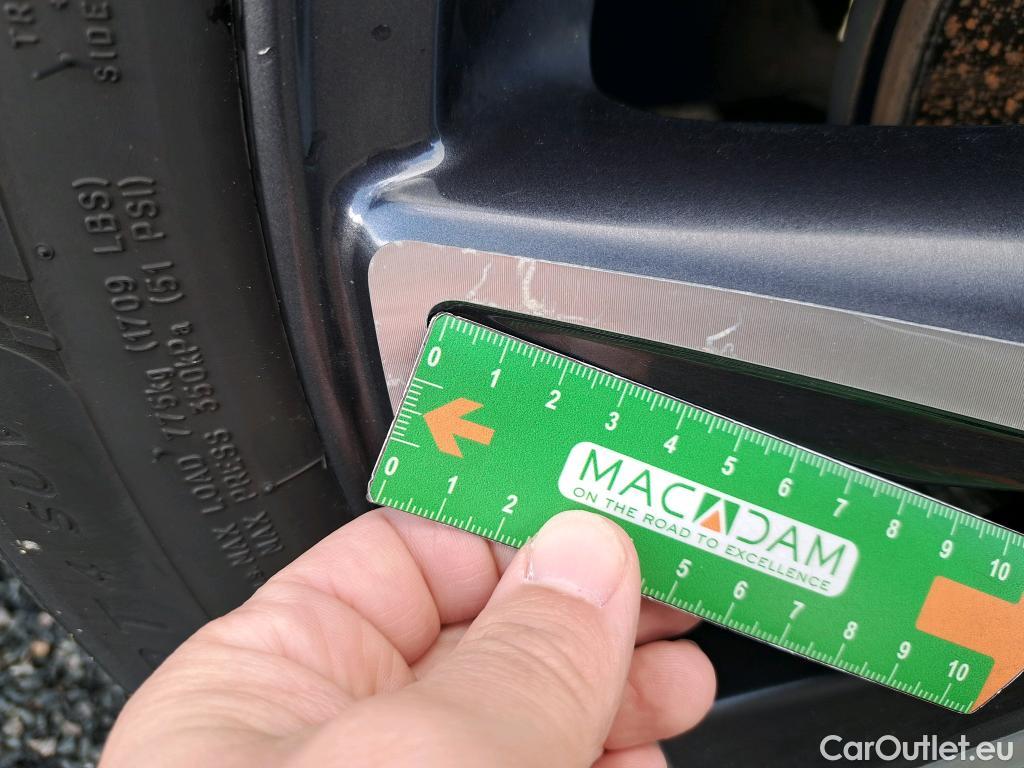 TR
SIDE
MAX LOAD 775kg (1709 LBS)
MAX PRESS 350KPa (51 PSI)
0 1 2 3 4 5 6 7 8 9 10
MACADAM
ON THE ROAD TO EXCELLENCE
0 1 2 5 6 7 8 9 10
CarOutlet.eu